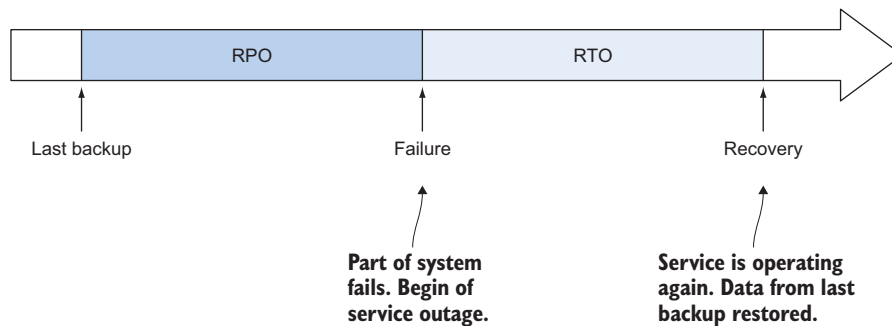 RPO
RTO
Last backup
Failure
Recovery
Part of system
fails. Begin of
service outage.
Service is operating
again. Data from last
backup restored.